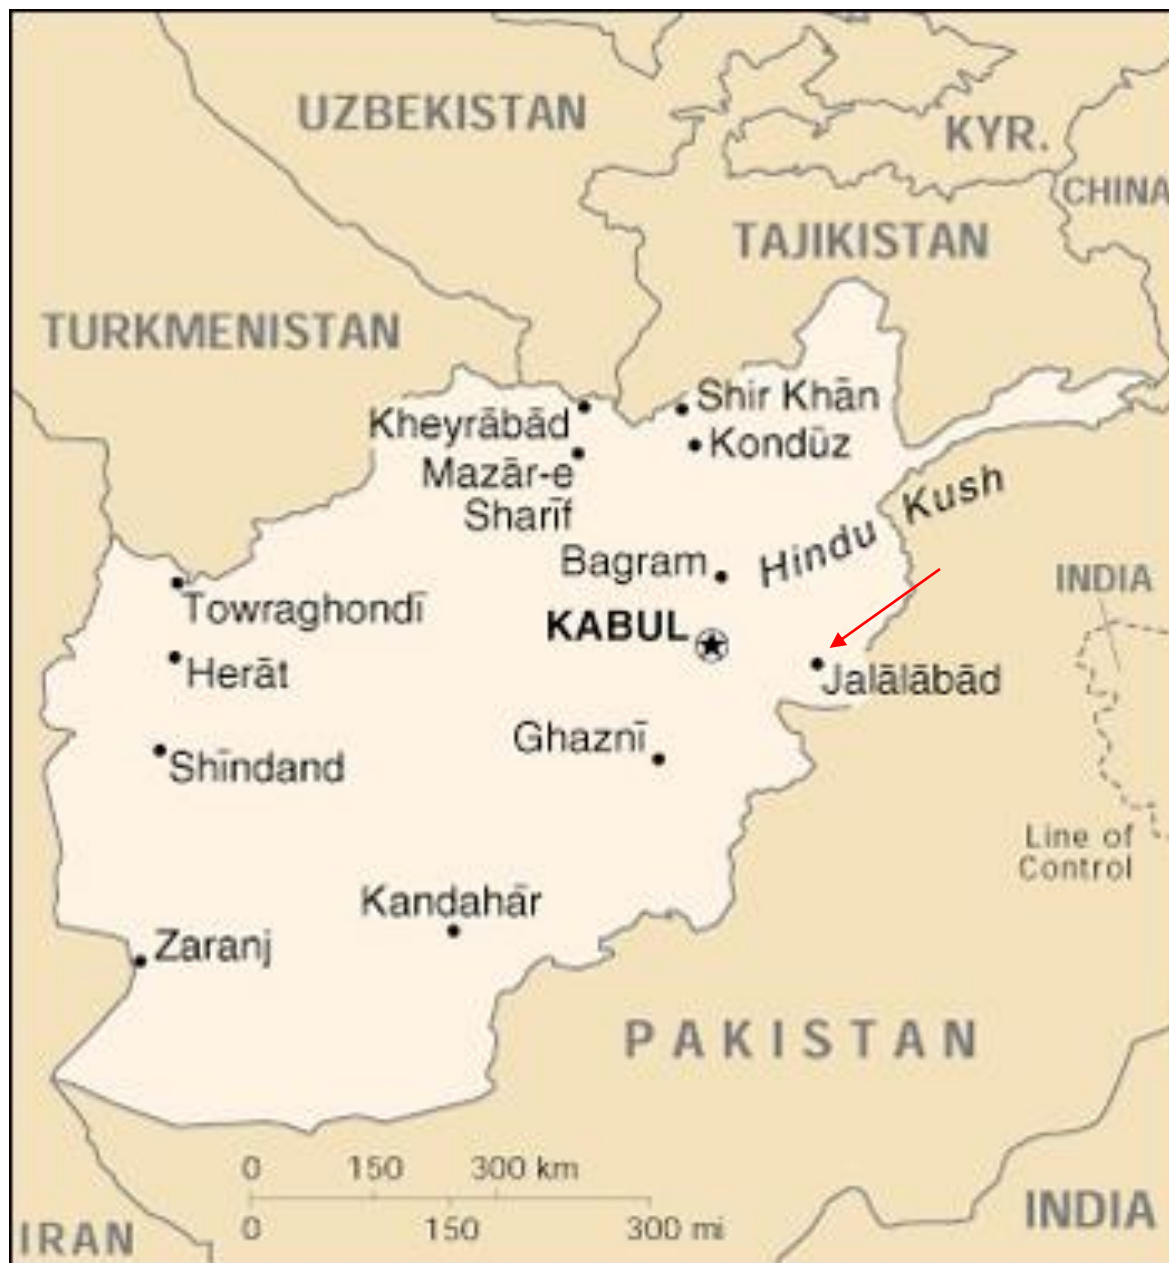 UZBEKISTAN
KYR.
CHINA
TAJIKISTAN
TURKMENISTAN
Shir Khān
Kheyrābād
Kondūz
Mazār-e
Sharīf
Hindu Kush
Bagram
INDIA
Towraghondī
KABUL
Herāt
Jalālābād
Ghaznī
Shīndand
Line of
Control
Kandahār
Zaranj
PAKISTAN
0 150 300 km
0 150 300 mi
INDIA
IRAN